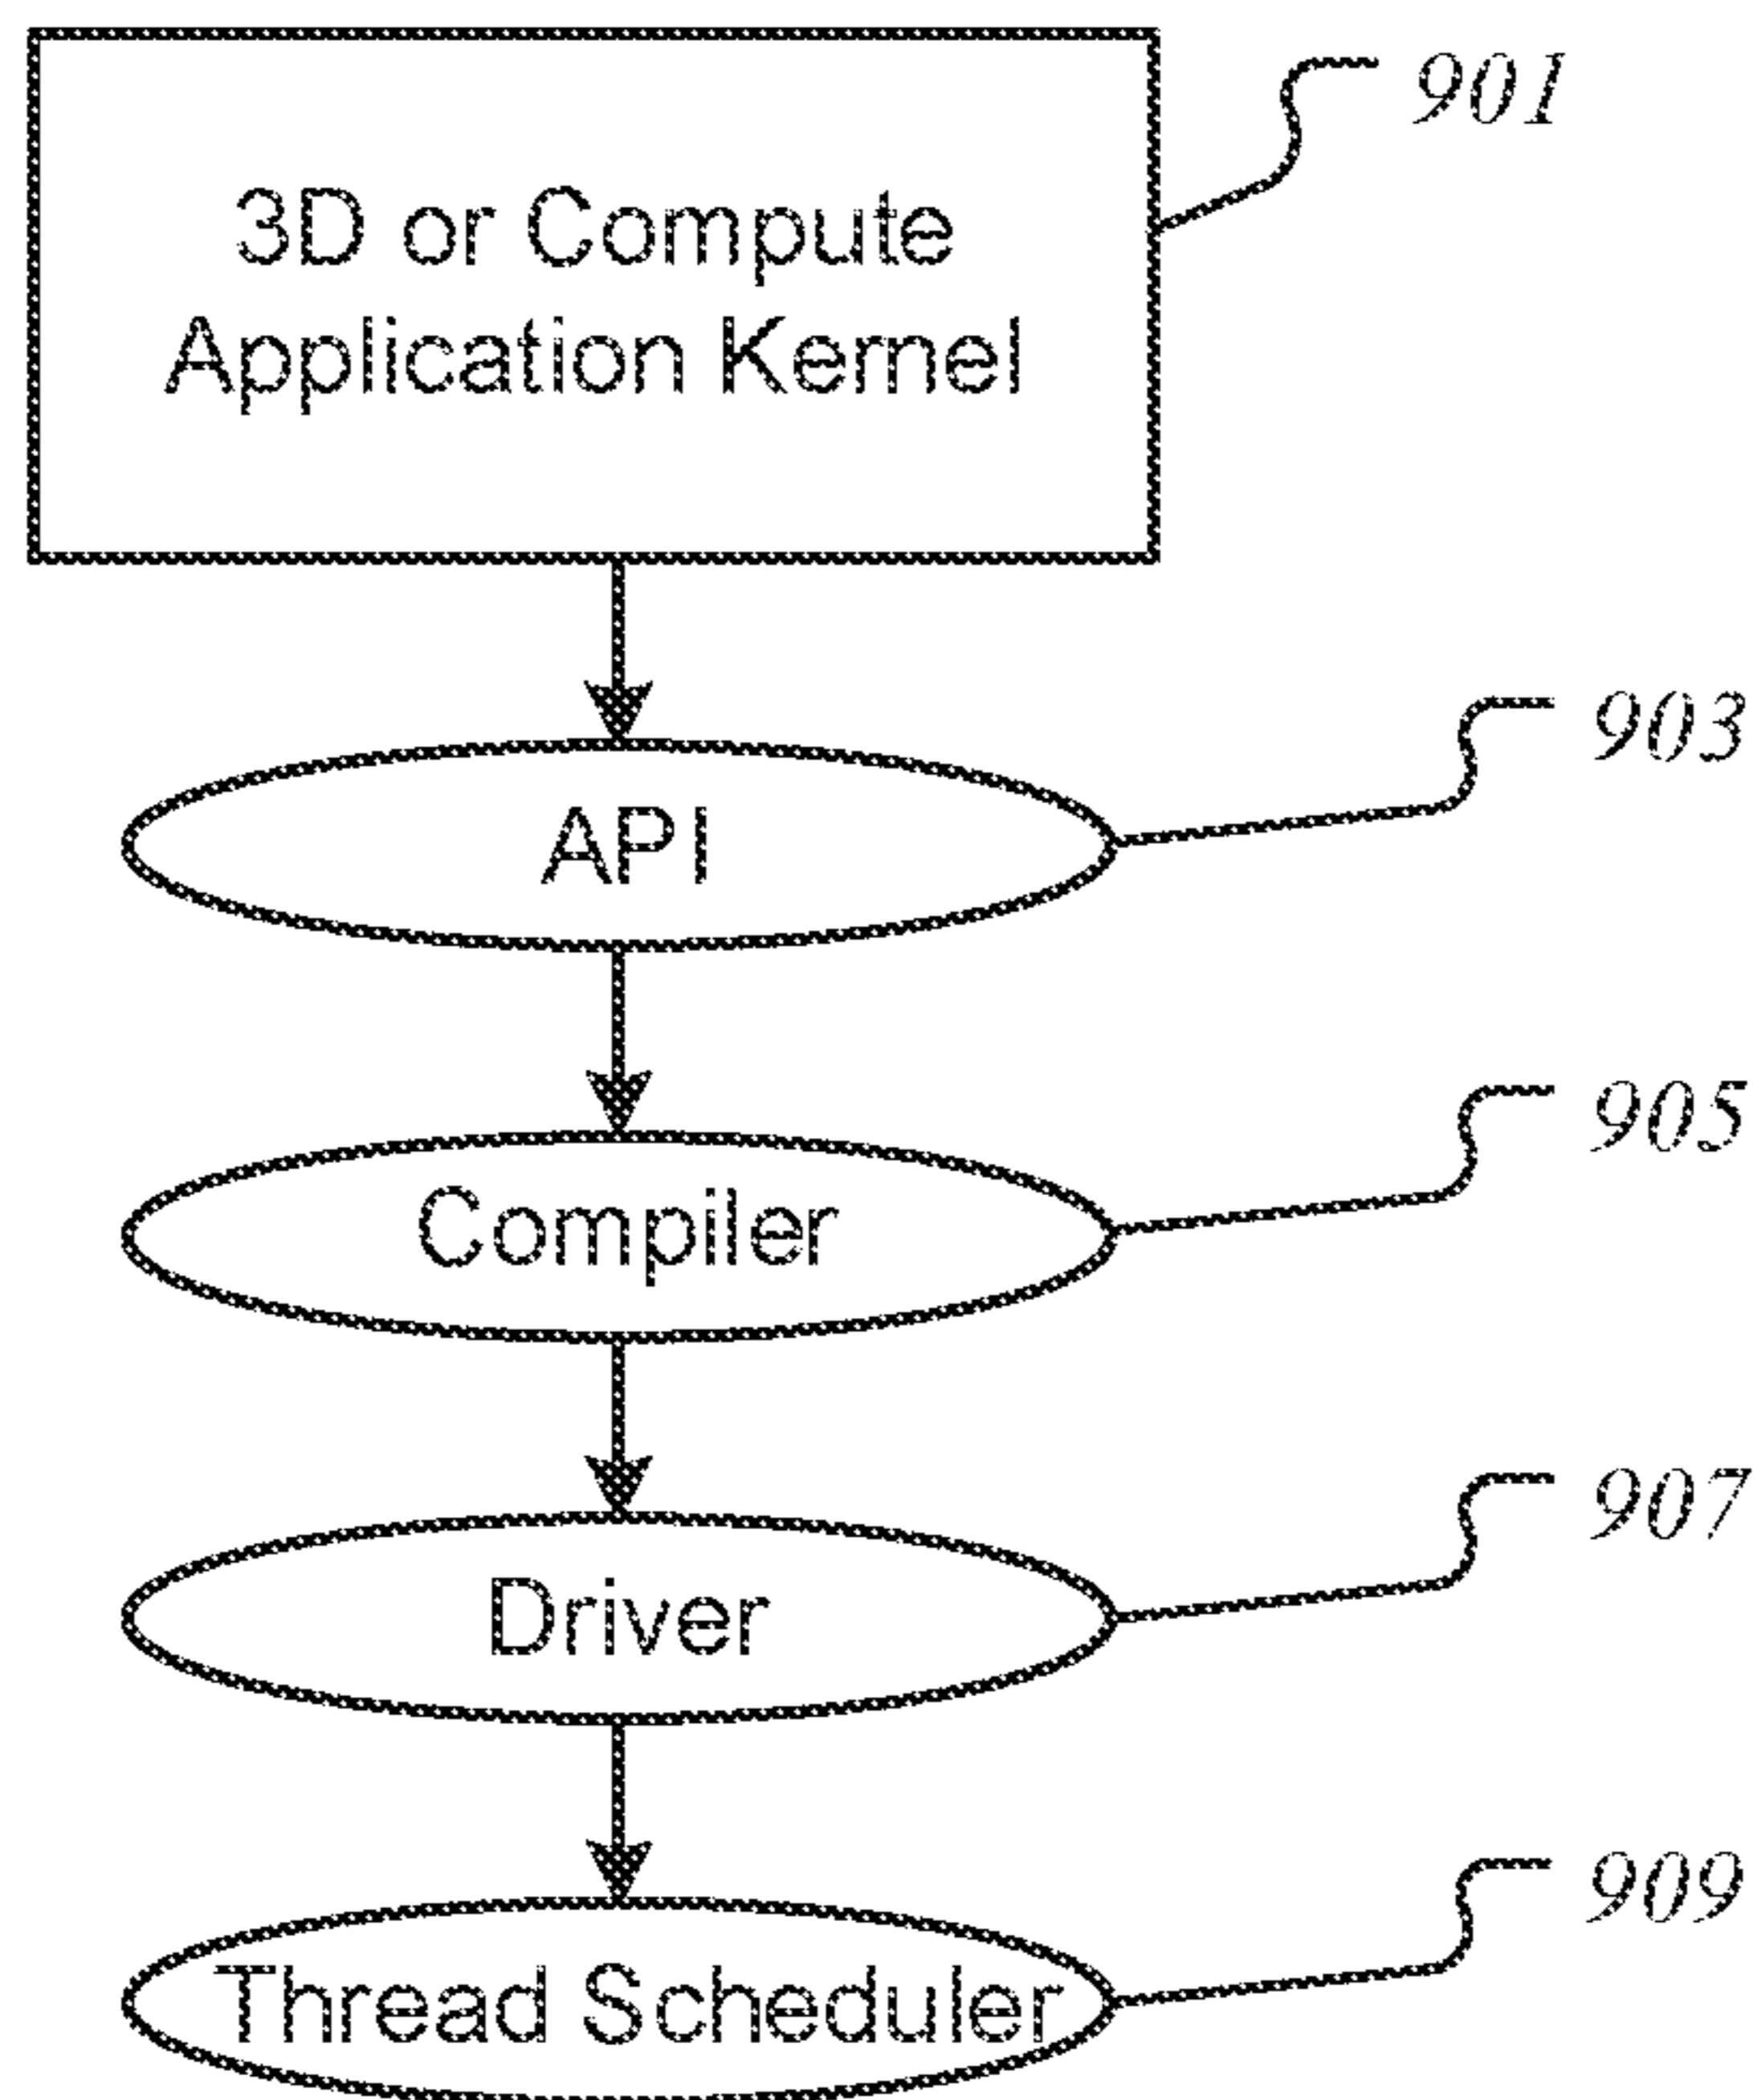 901
3D or Compute
Application Kernel
903
API
905
Compiler
907
Driver
909
Thread Scheduler